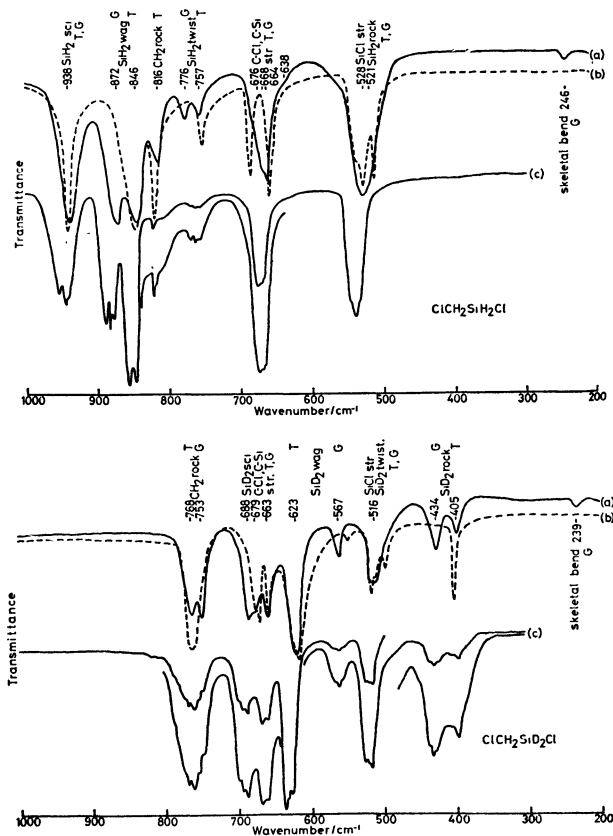 -938 SiH₂ sci T,G
-872 SiH₂ wag G
-846 T
-816 CH₂ rock T
-776 SiH₂ twist G
-757 T
-676 C-Cl, C-Si
-668 str T,G
-664
-638
-528 SiCl str
-521 SiH₂ rock T,G
skeletal bend 246- G
(a)
(b)
(c)
Transmittance
ClCH₂SiH₂Cl
1000 900 800 700 600 500 400 300 200
Wavenumber/cm⁻¹
-768 CH₂ rock T
-753 G
-688 SiD₂ sci
-679 CCl, C-Si
-663 str. T,G
-623 T
SiD₂ wag
-567 G
-516 SiCl str
SiD₂ twist.
T,G
-434 G
SiD₂ rock
-405 T
skeletal bend 239- G
(a)
(b)
(c)
Transmittance
ClCH₂SiD₂Cl
1000 900 800 700 600 500 400 300 200
Wavenumber/cm⁻¹